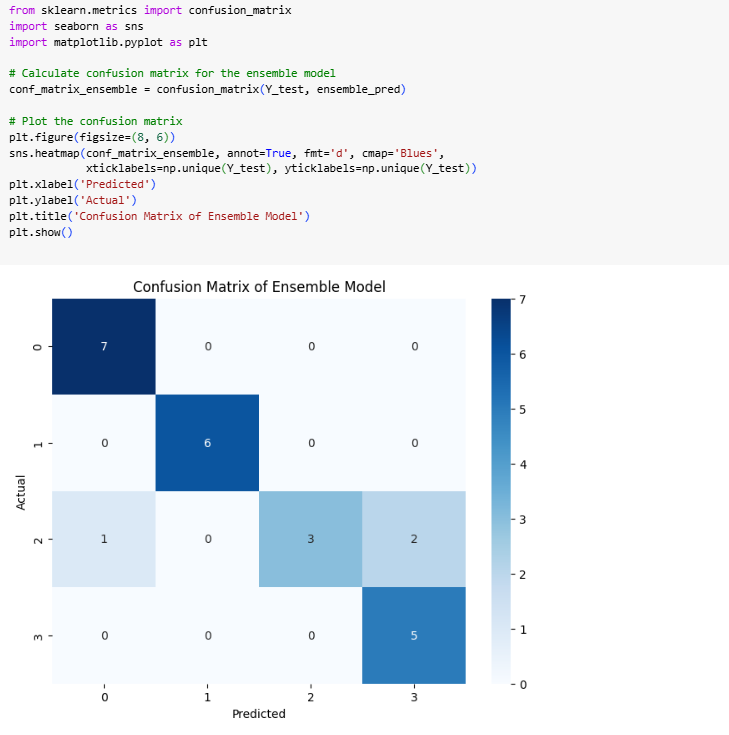 from sklearn.metrics import confusion_matrix
import seaborn as sns
import matplotlib.pyplot as plt
# Calculate confusion matrix for the ensemble model
conf_matrix_ensemble = confusion_matrix(Y_test, ensemble_pred)
# Plot the confusion matrix
plt.figure(figsize=(8, 6))
sns.heatmap(conf_matrix_ensemble, annot=True, fmt='d', cmap='Blues',
            xticklabels=np.unique(Y_test), yticklabels=np.unique(Y_test))
plt.xlabel('Predicted')
plt.ylabel('Actual')
plt.title('Confusion Matrix of Ensemble Model')
plt.show()
Confusion Matrix of Ensemble Model
0 7 0 0 0
1 0 6 0 0
2 1 0 3 2
3 0 0 0 5
0 1 2 3
Predicted
Actual
7
6
5
4
3
2
1
0